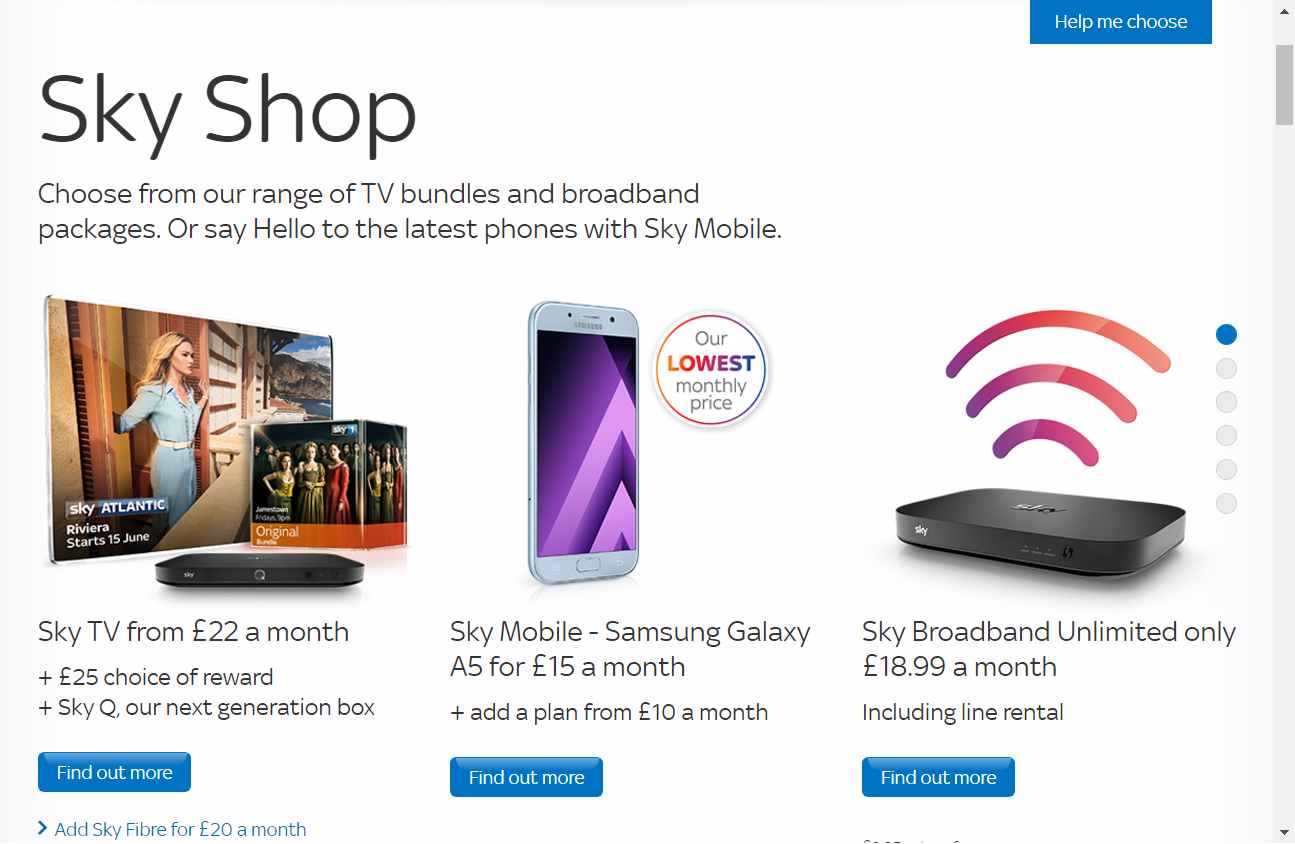 Help me choose
Sky Shop
Choose from our range of TV bundles and broadband
packages. Or say Hello to the latest phones with Sky Mobile.
sky ATLANTIC
Riviera
Starts 15 June
sky 1
Jamestown
Fridays, 9pm
Original
Bundle
sky
SAMSUNG
Our
LOWEST
monthly
price
sky
sky
Sky TV from £22 a month
+ £25 choice of reward
+ Sky Q, our next generation box
Find out more
Add Sky Fibre for £20 a month
Sky Mobile - Samsung Galaxy
A5 for £15 a month
+ add a plan from £10 a month
Find out more
Sky Broadband Unlimited only
£18.99 a month
Including line rental
Find out more